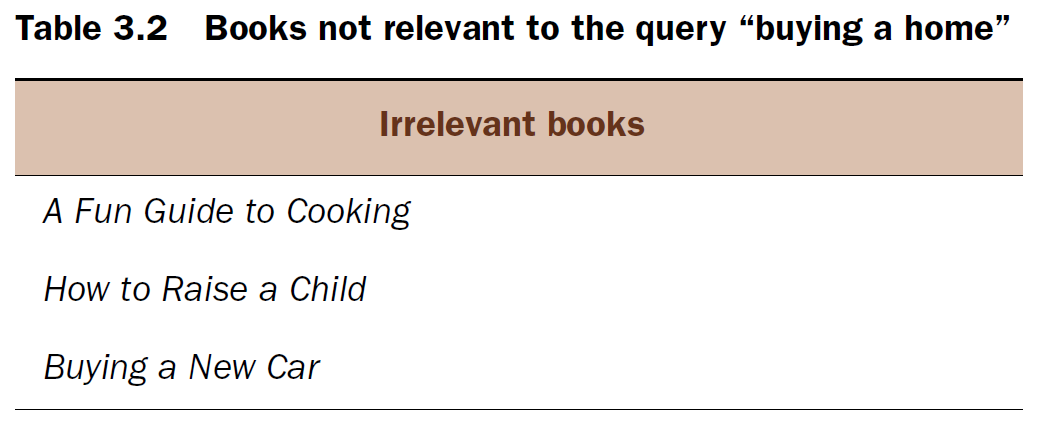 Table 3.2 Books not relevant to the query “buying a home”
Irrelevant books
A Fun Guide to Cooking
How to Raise a Child
Buying a New Car